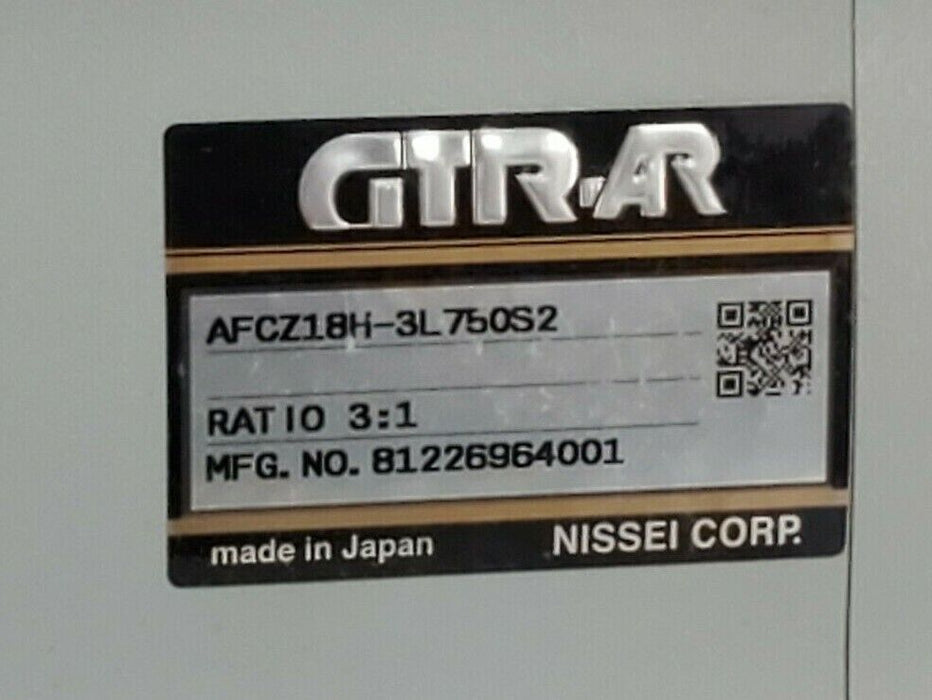 GTR-AR
AFCZ18H-3L750S2
RATIO 3:1
MFG. NO. 81226964001
made in Japan
NISSEI CORP.